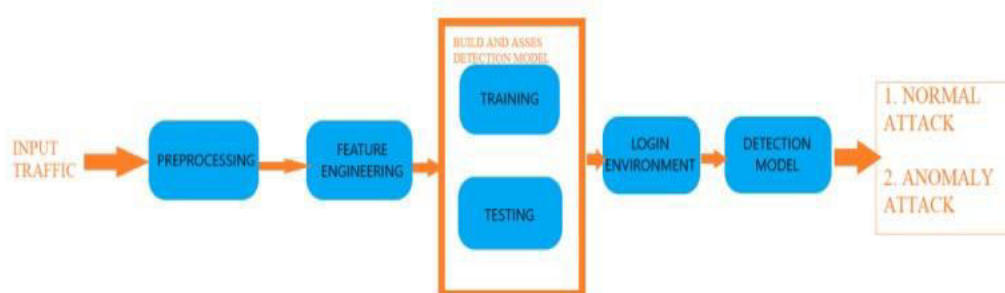 INPUT
TRAFFIC
PREPROCESSING
FEATURE
ENGINEERING
BUILD AND ASSES
DETECTION MODEL
TRAINING
TESTING
LOGIN
ENVIRONMENT
DETECTION
MODEL
1. NORMAL
ATTACK
2. ANOMALY
ATTACK